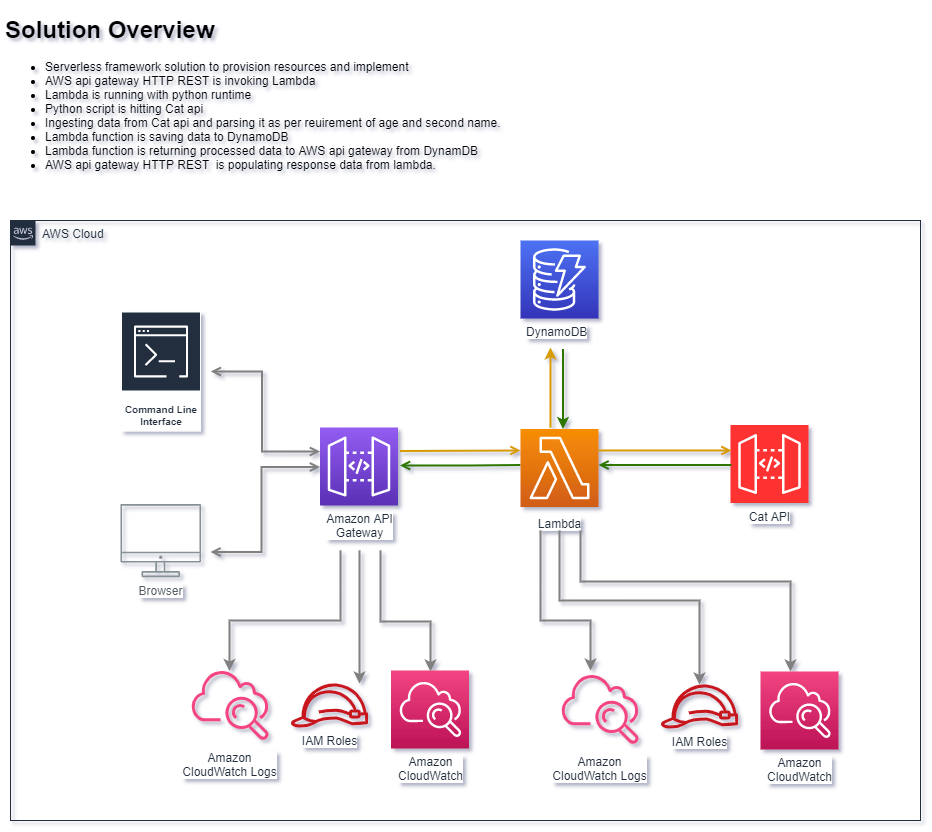 Solution Overview
Serverless framework solution to provision resources and implement
AWS api gateway HTTP REST is invoking Lambda
Lambda is running with python runtime
Python script is hitting Cat api
Ingesting data from Cat api and parsing it as per reuirement of age and second name.
Lambda function is saving data to DynamoDB
Lambda function is returning processed data to AWS api gateway from DynamDB
AWS api gateway HTTP REST  is populating response data from lambda.
aws
AWS Cloud
DynamoDB
Command Line
Interface
Amazon API
Gateway
Lambda
Cat API
Browser
Amazon
CloudWatch Logs
IAM Roles
Amazon
CloudWatch
Amazon
CloudWatch Logs
IAM Roles
Amazon
CloudWatch